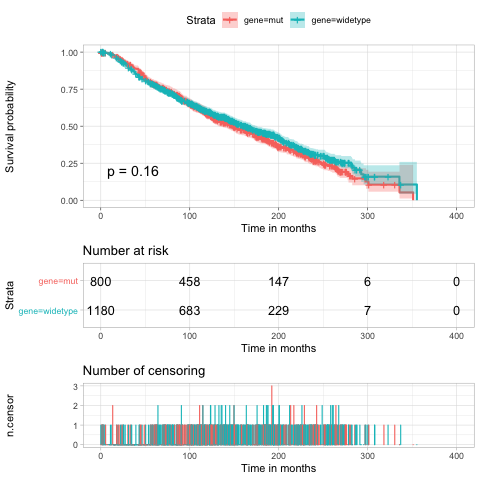 Strata gene=mut gene=widetype
Survival probability
1.00
0.75
0.50
0.25
0.00
p = 0.16
0 100 200 300 400
Time in months
Number at risk
Strata
gene=mut 800 458 147 6 0
gene=widetype 1180 683 229 7 0
0 100 200 300 400
Time in months
Number of censoring
n.censor
3
2
1
0
0 100 200 300 400
Time in months